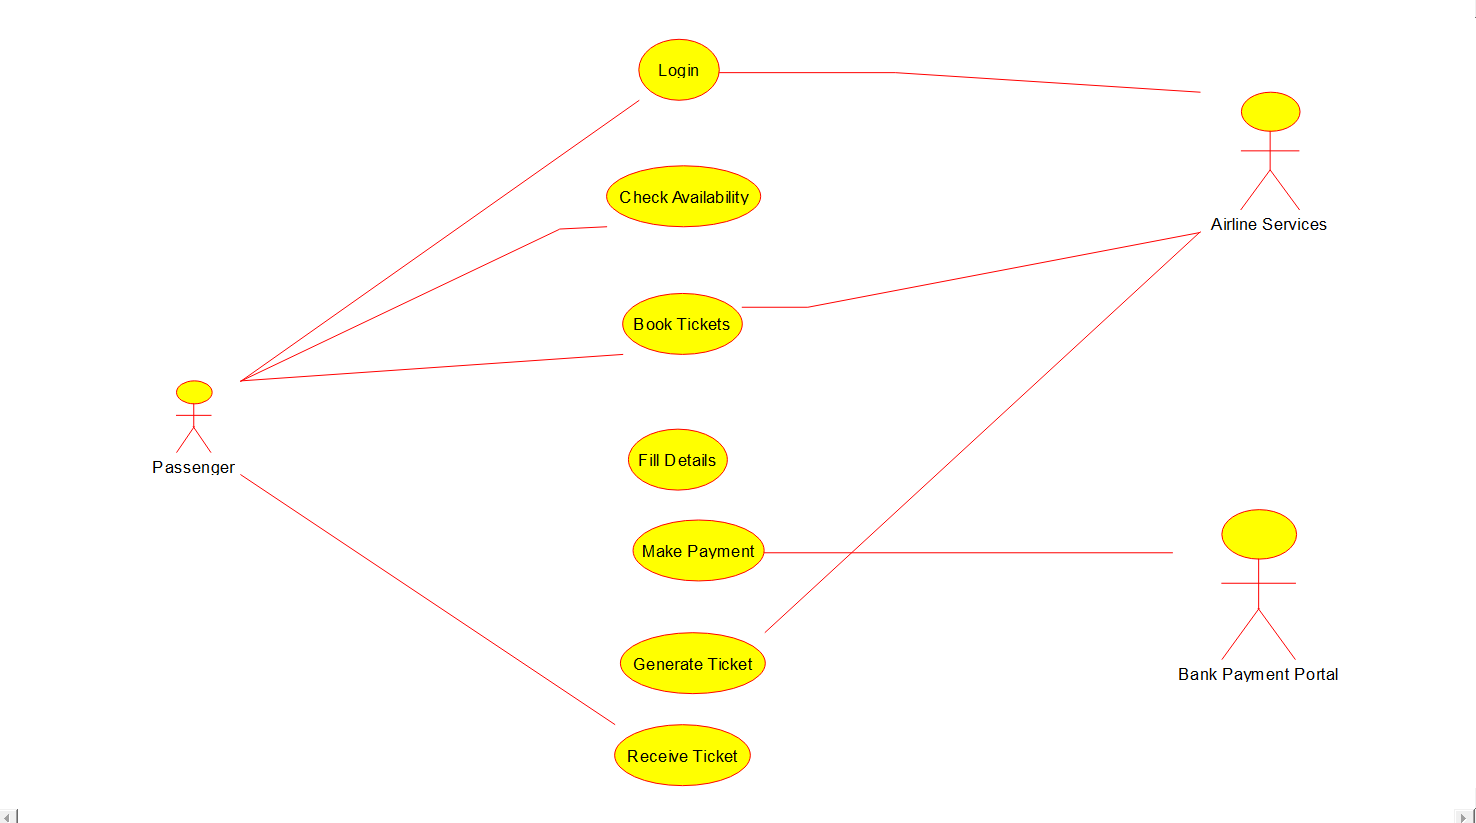 Login
Check Availability
Airline Services
Book Tickets
Fill Details
Passenger
Make Payment
Generate Ticket
Bank Payment Portal
Receive Ticket